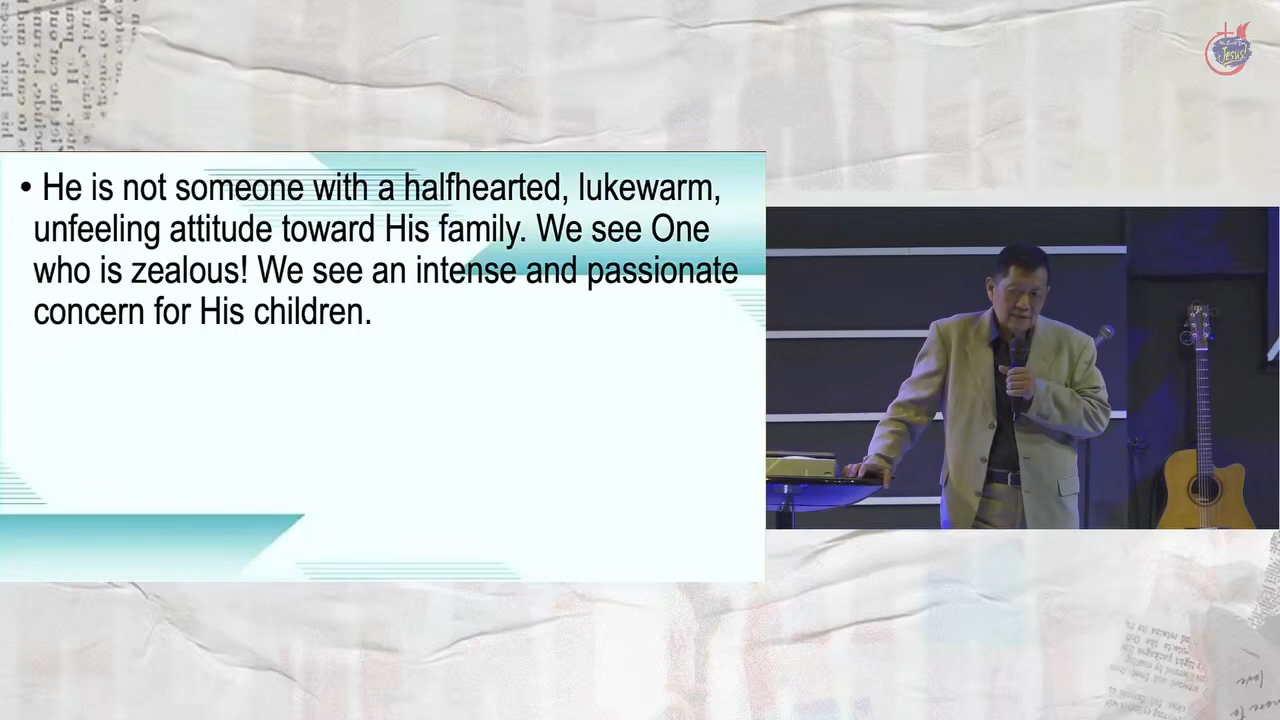 • He is not someone with a halfhearted, lukewarm,
unfeeling attitude toward His family. We see One
who is zealous! We see an intense and passionate
concern for His children.
Jesus!